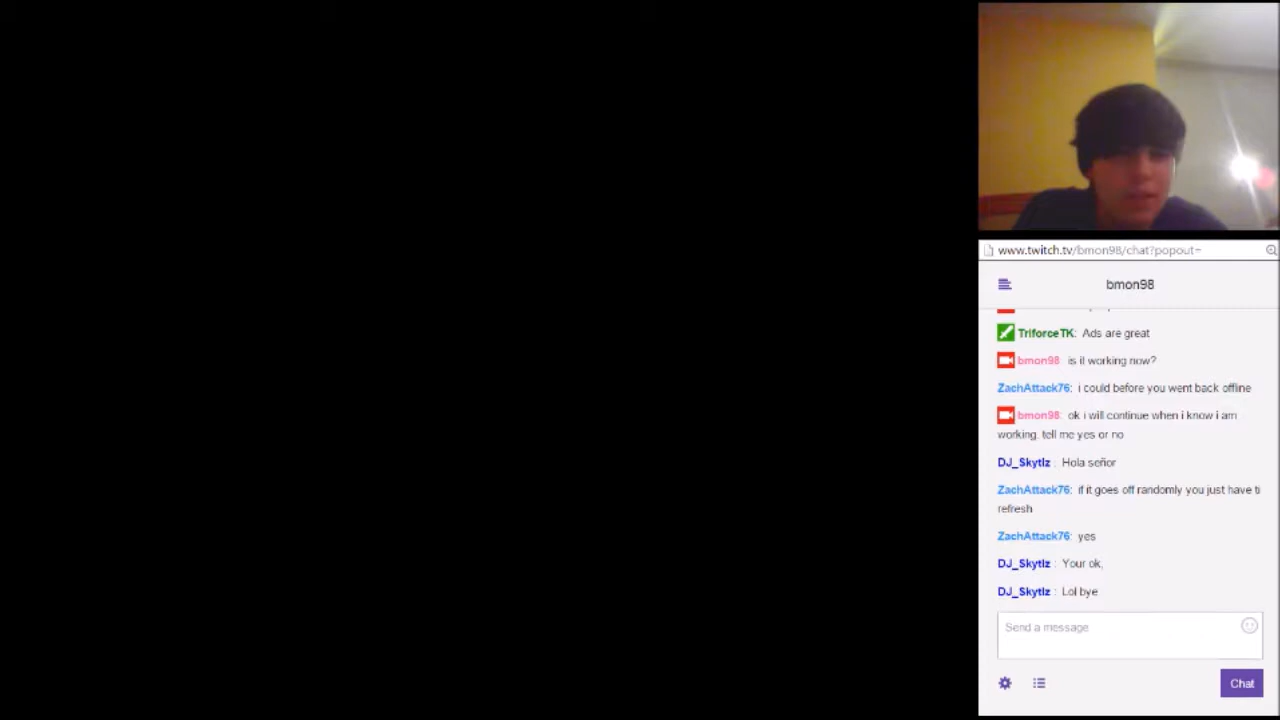 www.twitch.tv/bmon98/chat?popout=
bmon98
TriforceTK: Ads are great
bmon98: is it working now?
ZachAttack76: i could before you went back offline
bmon98: ok i will continue when i know i am
working. tell me yes or no
DJ_Skytlz : Hola señor
ZachAttack76: if it goes off randomly you just have ti
refresh
ZachAttack76: yes
DJ_Skytlz : Your ok,
DJ_Skytlz : Lol bye
Send a message
Chat